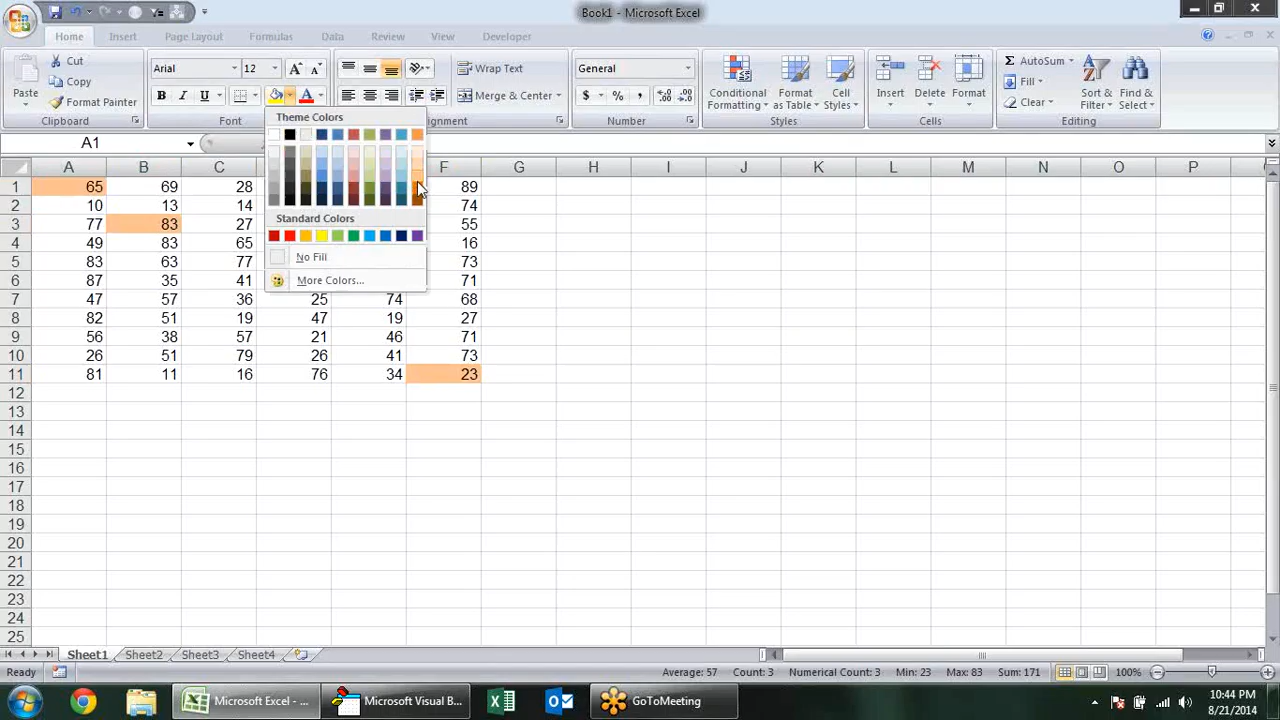 Book1 - Microsoft Excel
Home Insert Page Layout Formulas Data Review View Developer
Paste Cut Copy Format Painter Clipboard
Arial 12 B I U Font
Wrap Text Merge & Center
General $ % , Number
Conditional Formatting Format as Table Cell Styles Styles
Insert Delete Format Cells
AutoSum Fill Clear Sort & Filter Find & Select Editing
A1
Theme Colors
Standard Colors
No Fill
More Colors...
A B C F G H I J K L M N O P
1 65 69 28 89
2 10 13 14 74
3 77 83 27 55
4 49 83 65 16
5 83 63 77 73
6 87 35 41 71
7 47 57 36 25 74 68
8 82 51 19 47 19 27
9 56 38 57 21 46 71
10 26 51 79 26 41 73
11 81 11 16 76 34 23
12
13
14
15
16
17
18
19
20
21
22
23
24
25
Sheet1 Sheet2 Sheet3 Sheet4
Ready Average: 57 Count: 3 Numerical Count: 3 Min: 23 Max: 83 Sum: 171 100%
Microsoft Excel - ... Microsoft Visual B... GoToMeeting
10:44 PM
8/21/2014